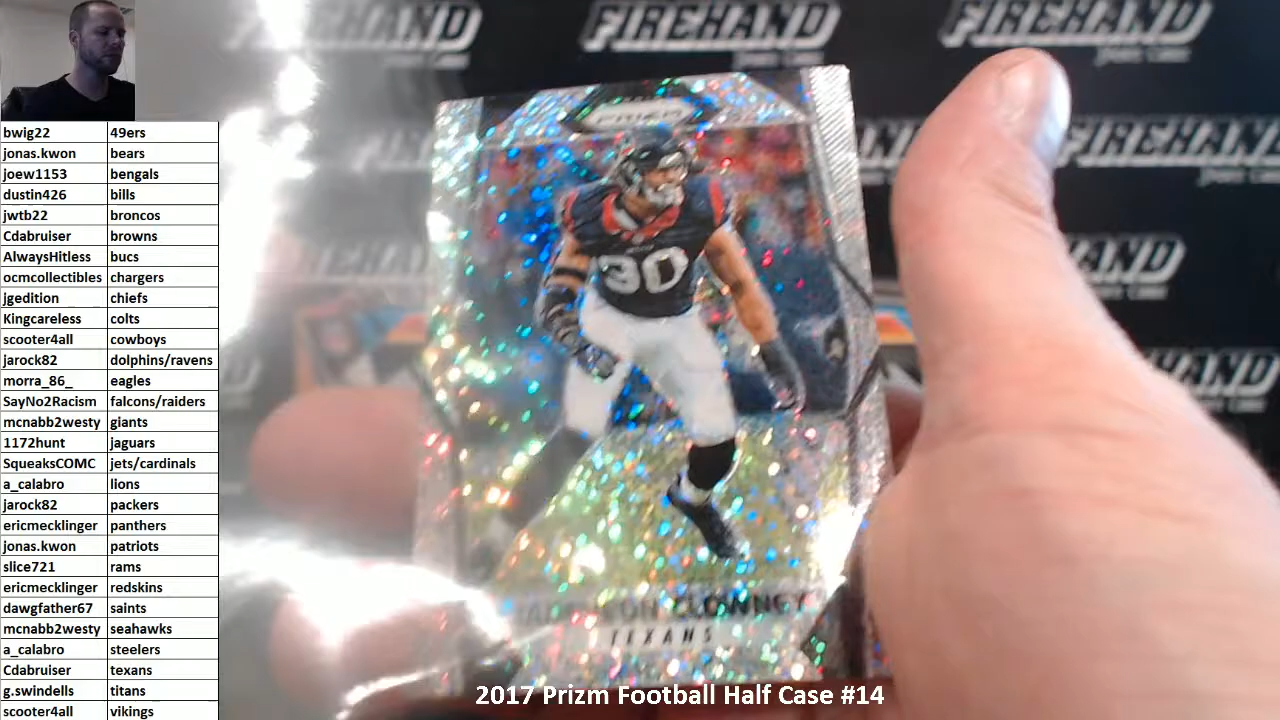 FIREHAND
FIREHAND
FIREHAND
bwig22 49ers
jonas.kwon bears
joew1153 bengals
dustin426 bills
jwtb22 broncos
Cdabruiser browns
AlwaysHitless bucs
ocmcollectibles chargers
jgedition chiefs
Kingcareless colts
scooter4all cowboys
jarock82 dolphins/ravens
morra_86_ eagles
SayNo2Racism falcons/raiders
mcnabb2westy giants
1172hunt jaguars
SqueaksCOMC jets/cardinals
a_calabro lions
jarock82 packers
ericmecklinger panthers
jonas.kwon patriots
slice721 rams
ericmecklinger redskins
dawgfather67 saints
mcnabb2westy seahawks
a_calabro steelers
Cdabruiser texans
g.swindells titans
scooter4all vikings
FIREHAND
90
CLOWNEY
TEXANS
2017 Prizm Football Half Case #14